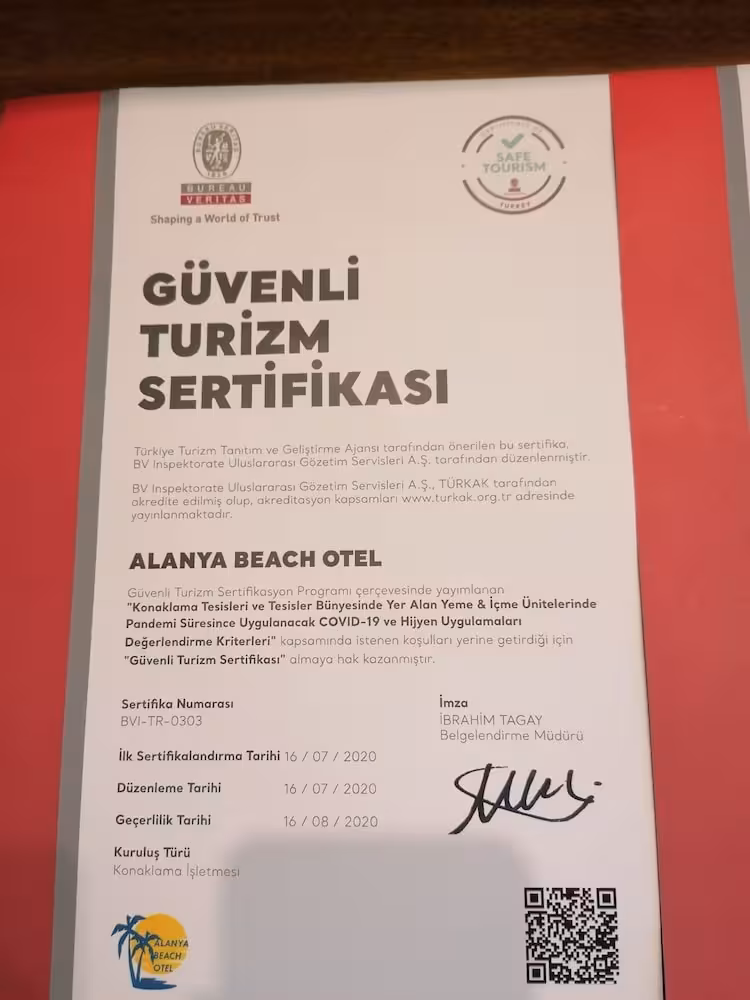 BUREAU VERITAS
1828
BUREAU
VERITAS
Shaping a World of Trust
SAFE
TOURISM
TURKEY
GÜVENLİ
TURİZM
SERTİFİKASI
Türkiye Turizm Tanıtım ve Geliştirme Ajansı tarafından önerilen bu sertifika,
BV Inspektorate Uluslararası Gözetim Servisleri A.Ş. tarafından düzenlenmiştir.
BV Inspektorate Uluslararası Gözetim Servisleri A.Ş., TÜRKAK tarafından
akredite edilmiş olup, akreditasyon kapsamları www.turkak.org.tr adresinde
yayınlanmaktadır.
ALANYA BEACH OTEL
Güvenli Turizm Sertifikasyon Programı çerçevesinde yayımlanan
"Konaklama Tesisleri ve Tesisler Bünyesinde Yer Alan Yeme & İçme Ünitelerinde
Pandemi Süresince Uygulanacak COVID-19 ve Hijyen Uygulamaları
Değerlendirme Kriterleri" kapsamında istenen koşulları yerine getirdiği için
"Güvenli Turizm Sertifikası" almaya hak kazanmıştır.
Sertifika Numarası
BVI-TR-0303
İmza
İBRAHİM TAGAY
Belgelendirme Müdürü
İlk Sertifikalandırma Tarihi 16 / 07 / 2020
Düzenleme Tarihi 16 / 07 / 2020
Geçerlilik Tarihi 16 / 08 / 2020
Kuruluş Türü
Konaklama İşletmesi
ALANYA
BEACH
OTEL